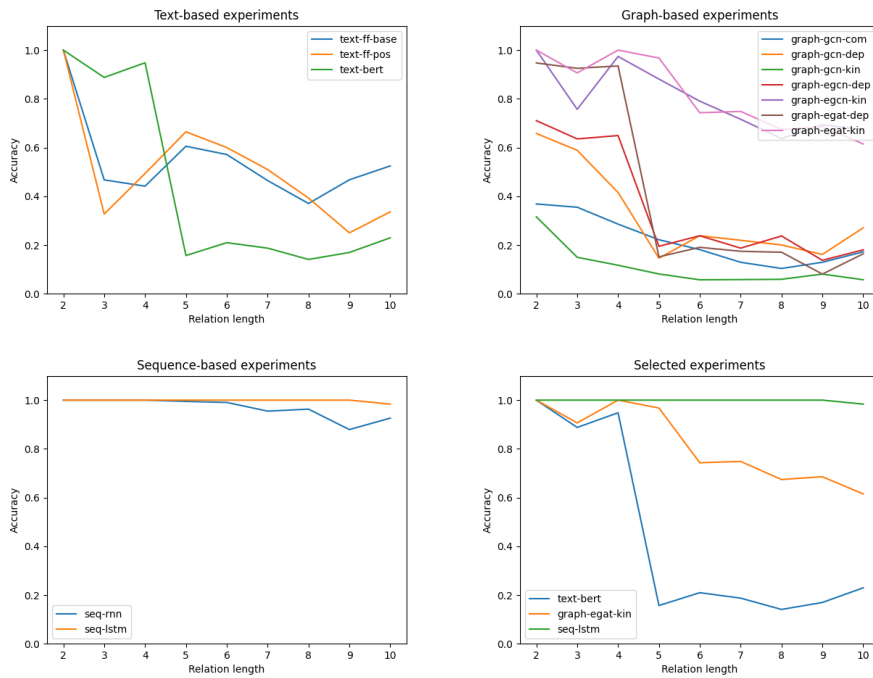 Text-based experiments
1.0
0.8
0.6
0.4
0.2
0.0
Accuracy
2 3 4 5 6 7 8 9 10
Relation length
text-ff-base
text-ff-pos
text-bert
Graph-based experiments
1.0
0.8
0.6
0.4
0.2
0.0
Accuracy
2 3 4 5 6 7 8 9 10
Relation length
graph-gcn-com
graph-gcn-dep
graph-gcn-kin
graph-egcn-dep
graph-egcn-kin
graph-egat-dep
graph-egat-kin
Sequence-based experiments
1.0
0.8
0.6
0.4
0.2
0.0
Accuracy
2 3 4 5 6 7 8 9 10
Relation length
seq-rnn
seq-lstm
Selected experiments
1.0
0.8
0.6
0.4
0.2
0.0
Accuracy
2 3 4 5 6 7 8 9 10
Relation length
text-bert
graph-egat-kin
seq-lstm